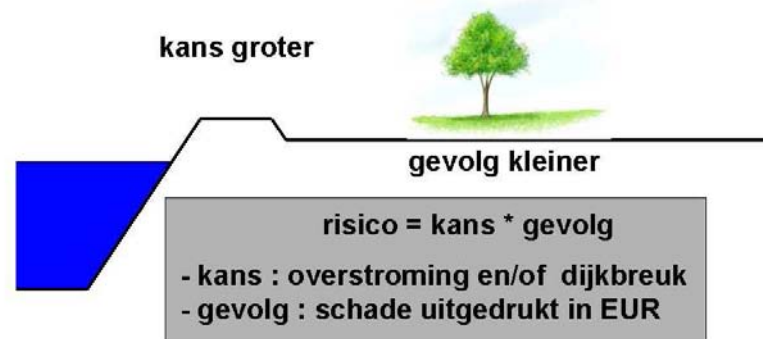 kans groter
gevolg kleiner
risico = kans * gevolg
- kans : overstroming en/of dijkbreuk
- gevolg : schade uitgedrukt in EUR